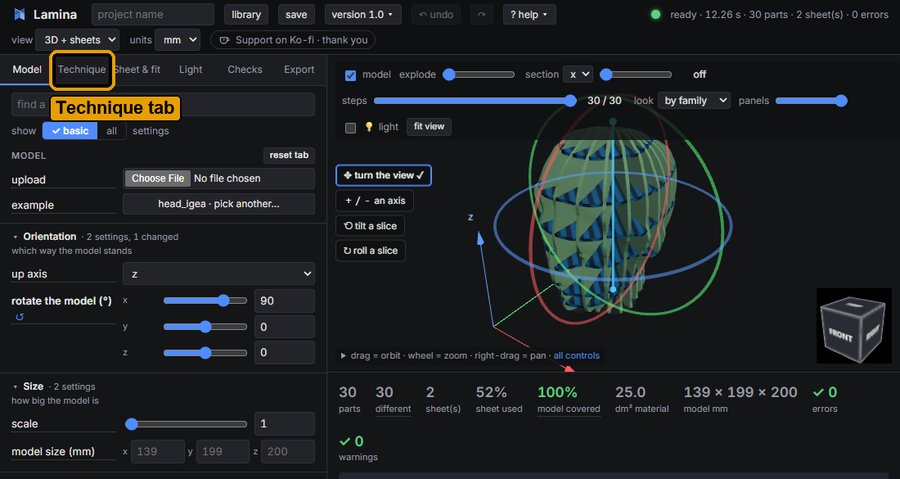 Lamina
project name
library
save
version 1.0
undo
? help
ready · 12.26 s · 30 parts · 2 sheet(s) · 0 errors
view
3D + sheets
units
mm
Support on Ko-fi · thank you
Model
Technique
Sheet & fit
Light
Checks
Export
find a
Technique tab
show
✓ basic
all
settings
MODEL
reset tab
upload
Choose File No file chosen
example
head_igea · pick another...
Orientation · 2 settings, 1 changed
which way the model stands
up axis
z
rotate the model (°)
x
90
y
0
z
0
Size · 2 settings
how big the model is
scale
1
model size (mm)
x 139
y 199
z 200
model
explode
section
x
off
steps
30 / 30
look
by family
panels
light
fit view
turn the view ✓
+ / - an axis
tilt a slice
roll a slice
z
FRONT
drag = orbit · wheel = zoom · right-drag = pan · all controls
30
parts
30
different
2
sheet(s)
52%
sheet used
100%
model covered
25.0
dm² material
139 × 199 × 200
model mm
✓ 0
errors
✓ 0
warnings